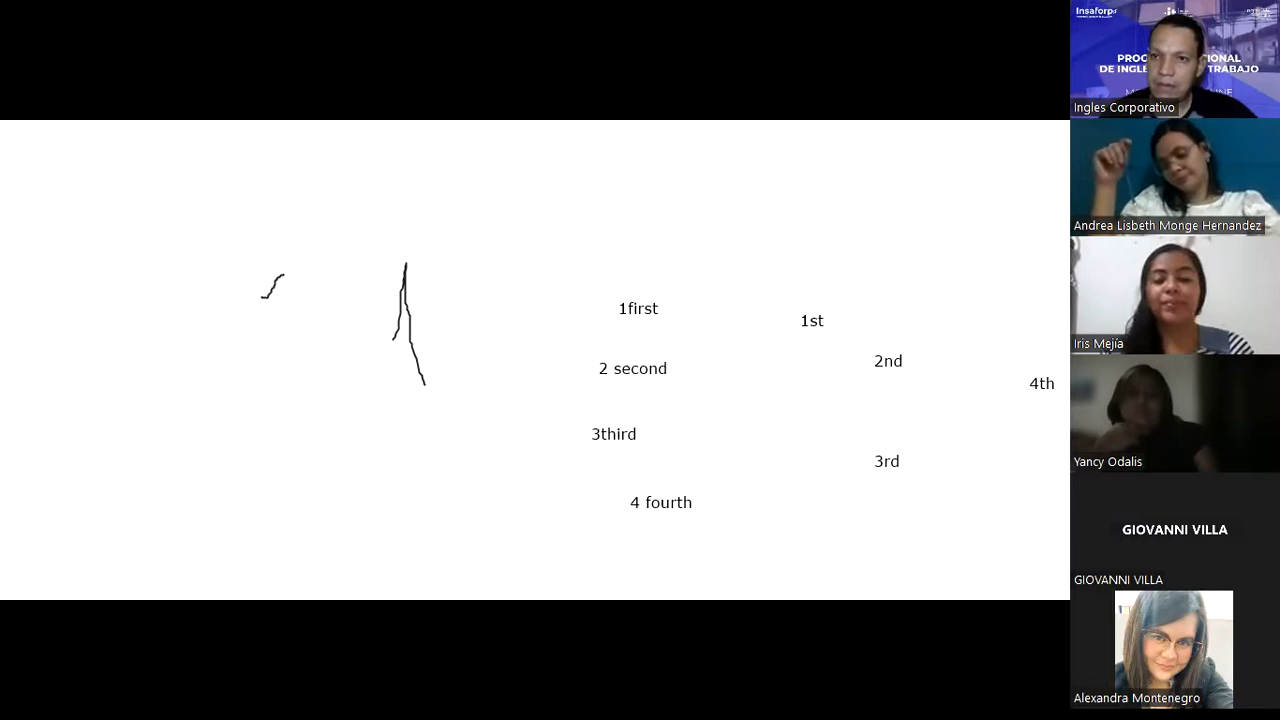 1first
1st
2 second
2nd
4th
3third
3rd
4 fourth
Insaforp
PROG
IONAL
DE INGLE
TRABAJO
Ingles Corporativo
Andrea Lisbeth Monge Hernandez
Iris Mejía
Yancy Odalis
GIOVANNI VILLA
GIOVANNI VILLA
Alexandra Montenegro